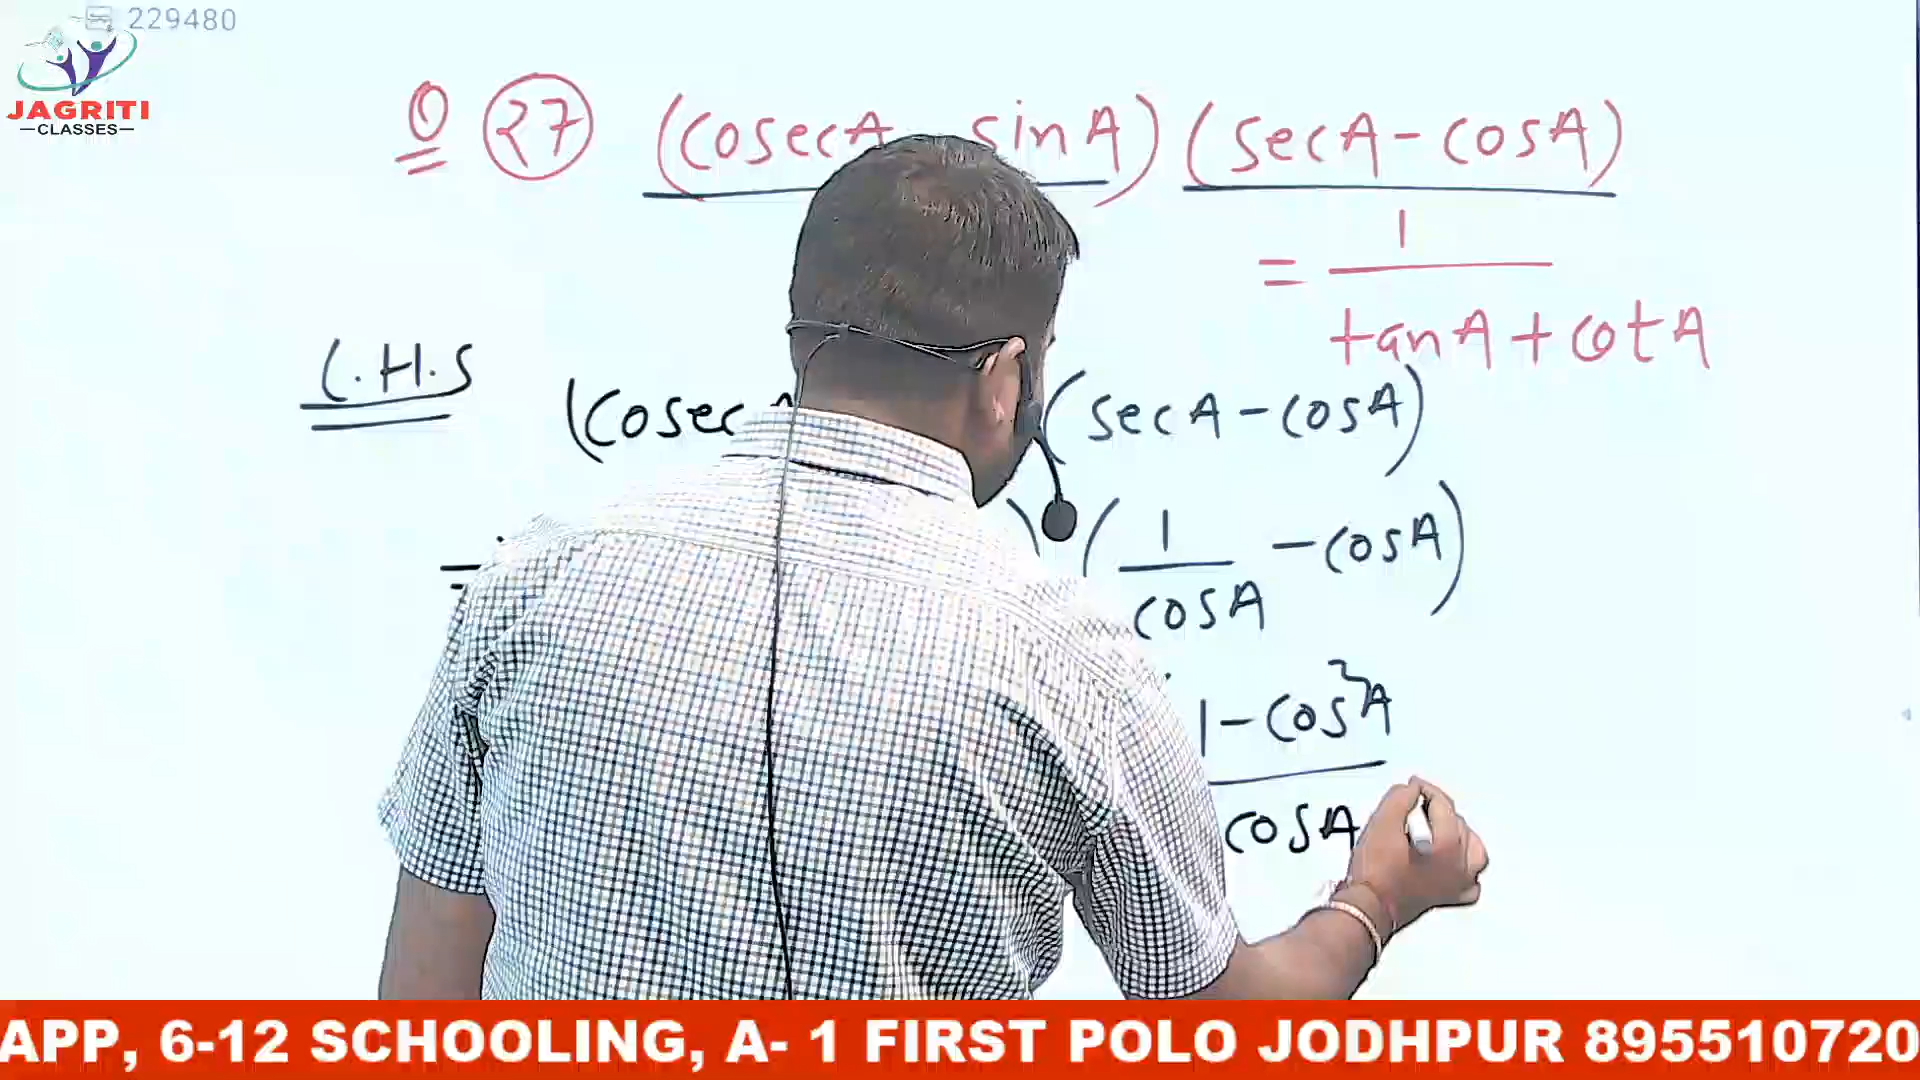 229480
JAGRITI
CLASSES
Q 27 (cosecA sinA) (secA - cosA)
= 1 / tanA + cotA
L.H.S (cosec (secA - cosA)
= ) (1 / cosA - cosA)
1 - cos²A / cosA
APP, 6-12 SCHOOLING, A- 1 FIRST POLO JODHPUR 895510720